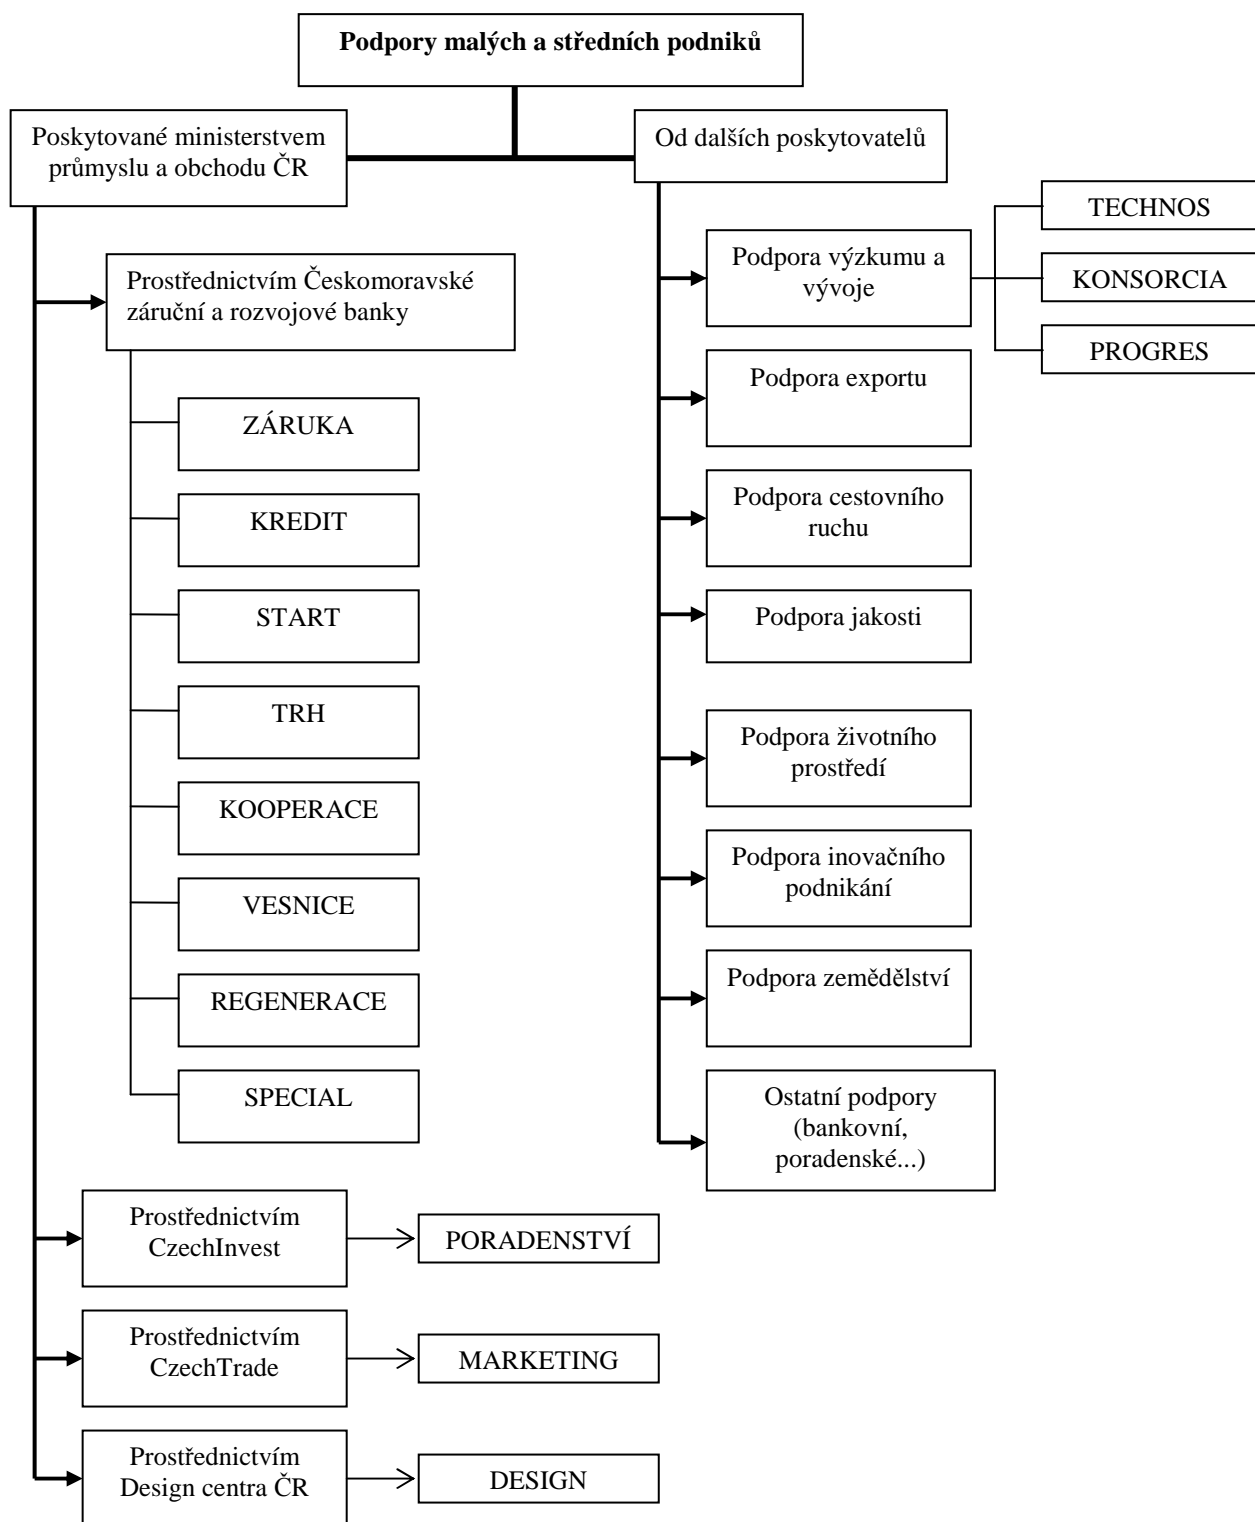 Podpory malých a středních podniků
Poskytované ministerstvem
průmyslu a obchodu ČR
Prostřednictvím Českomoravské
záruční a rozvojové banky
ZÁRUKA
KREDIT
START
TRH
KOOPERACE
VESNICE
REGENERACE
SPECIAL
Prostřednictvím
CzechInvest
PORADENSTVÍ
Prostřednictvím
CzechTrade
MARKETING
Prostřednictvím
Design centra ČR
DESIGN
Od dalších poskytovatelů
Podpora výzkumu a
vývoje
TECHNOS
KONSORCIA
PROGRES
Podpora exportu
Podpora cestovního
ruchu
Podpora jakosti
Podpora životního
prostředí
Podpora inovačního
podnikání
Podpora zemědělství
Ostatní podpory
(bankovní,
poradenské...)